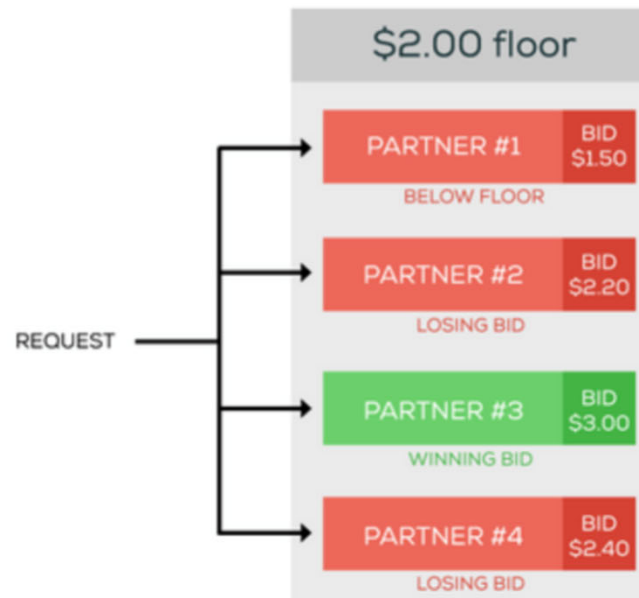 $2.00 floor
PARTNER #1
BID
$1.50
BELOW FLOOR
PARTNER #2
BID
$2.20
LOSING BID
REQUEST
PARTNER #3
BID
$3.00
WINNING BID
PARTNER #4
BID
$2.40
LOSING BID